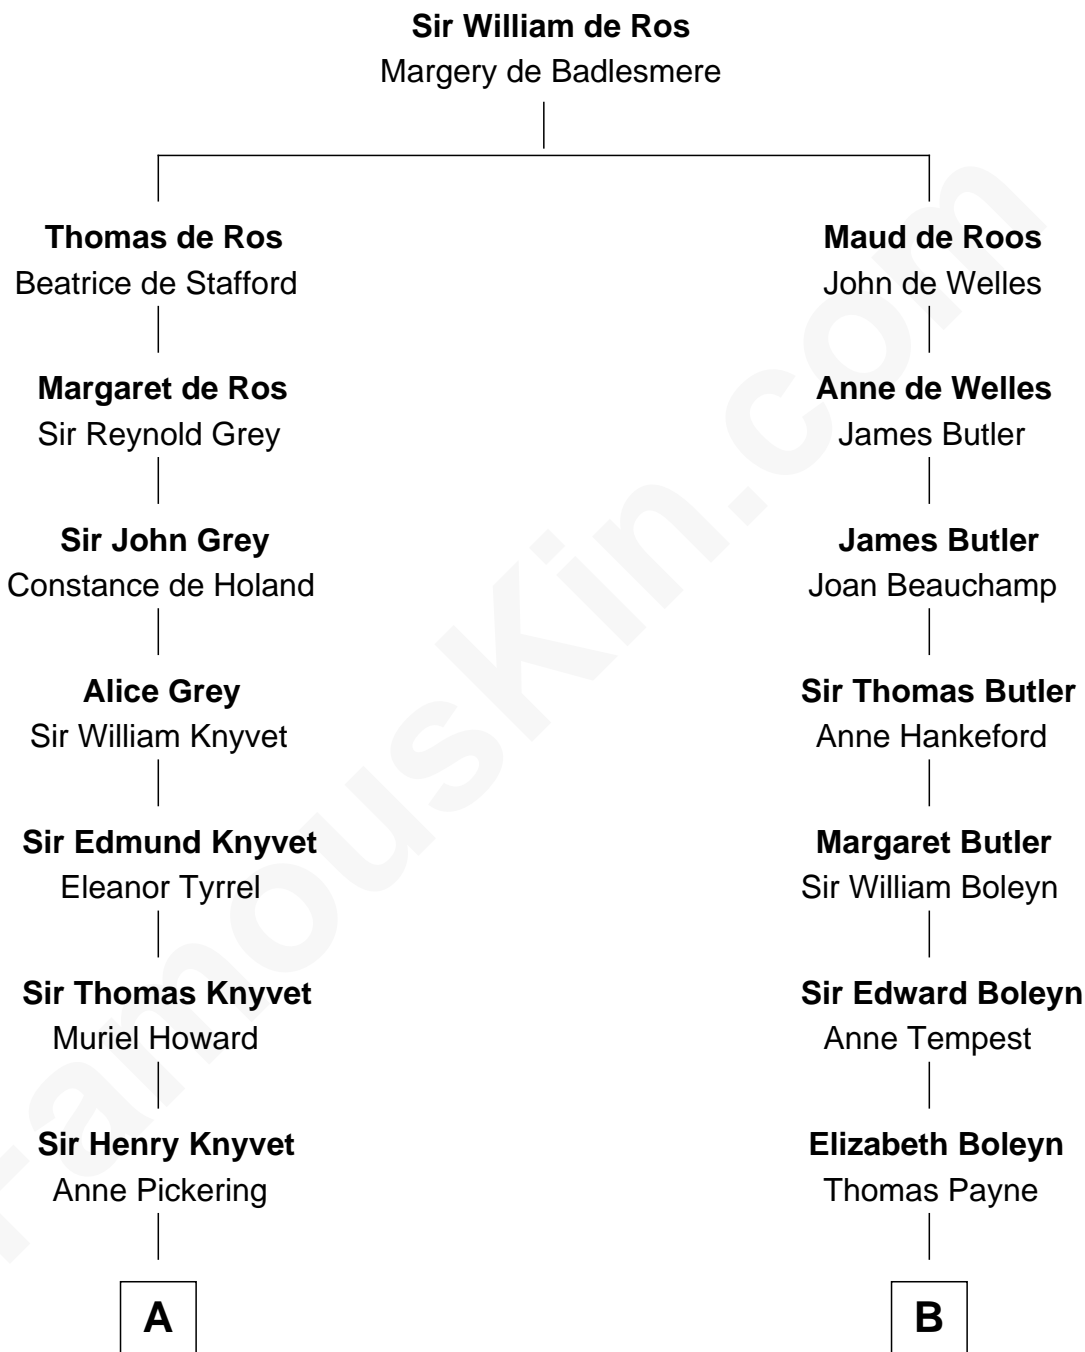 Sir William de Ros
Margery de Badlesmere
Thomas de Ros
Beatrice de Stafford
Maud de Roos
John de Welles
Margaret de Ros
Sir Reynold Grey
Anne de Welles
James Butler
Sir John Grey
Constance de Holand
James Butler
Joan Beauchamp
Alice Grey
Sir William Knyvet
Sir Thomas Butler
Anne Hankeford
Sir Edmund Knyvet
Eleanor Tyrrel
Margaret Butler
Sir William Boleyn
Sir Thomas Knyvet
Muriel Howard
Sir Edward Boleyn
Anne Tempest
Sir Henry Knyvet
Anne Pickering
Elizabeth Boleyn
Thomas Payne
A
B
FamousKin.com